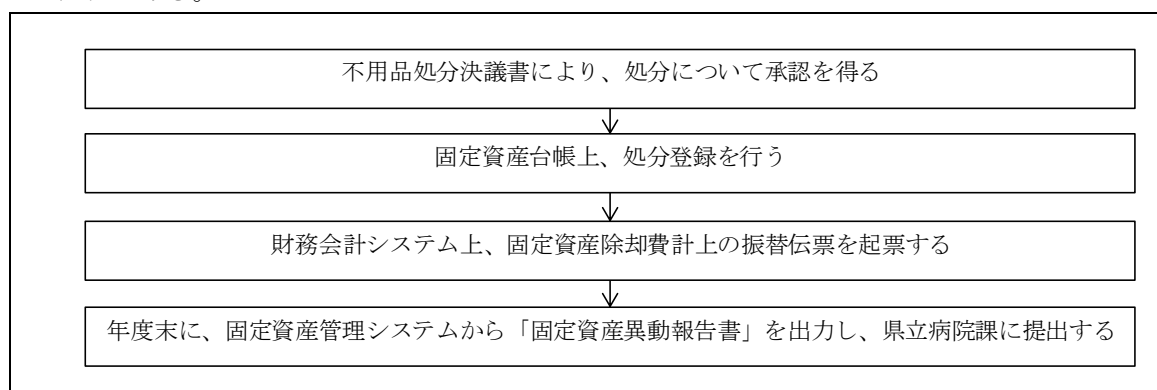 不用品処分決議書により、処分について承認を得る
固定資産台帳上、処分登録を行う
財務会計システム上、固定資産除却費計上の振替伝票を起票する
年度末に、固定資産管理システムから「固定資産異動報告書」を出力し、県立病院課に提出する